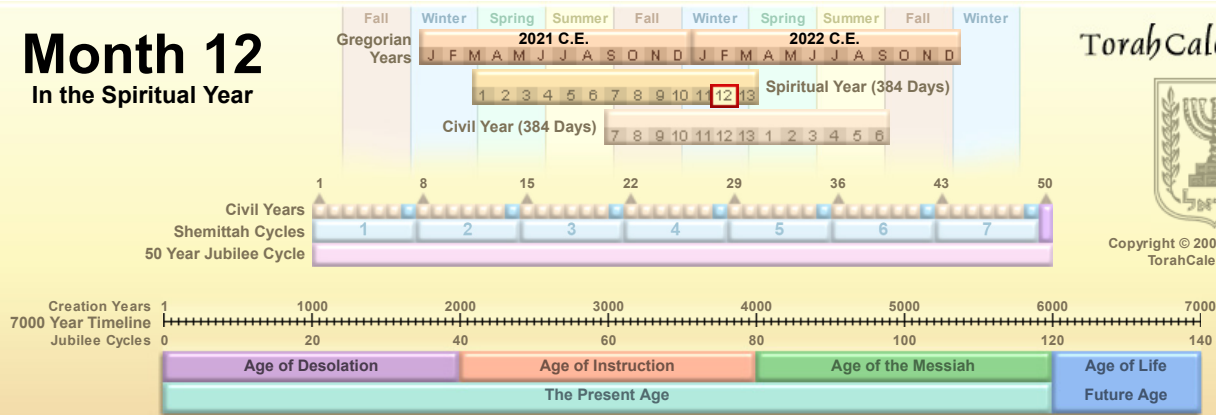 Fall Winter Spring Summer Fall Winter Spring Summer Fall Winter
Month 12
In the Spiritual Year
Gregorian
Years
2021 C.E. 2022 C.E.
J F M A M J J A S O N D J F M A M J J A S O N D
1 2 3 4 5 6 7 8 9 10 11 12 13
Spiritual Year (384 Days)
Civil Year (384 Days)
7 8 9 10 11 12 13 1 2 3 4 5 6
1 8 15 22 29 36 43 50
Civil Years
Shemittah Cycles 1 2 3 4 5 6 7
50 Year Jubilee Cycle
TorahCale
Copyright © 200
TorahCale
Creation Years 1 1000 2000 3000 4000 5000 6000 7000
7000 Year Timeline
Jubilee Cycles 0 20 40 60 80 100 120 140
Age of Desolation Age of Instruction Age of the Messiah Age of Life
The Present Age Future Age